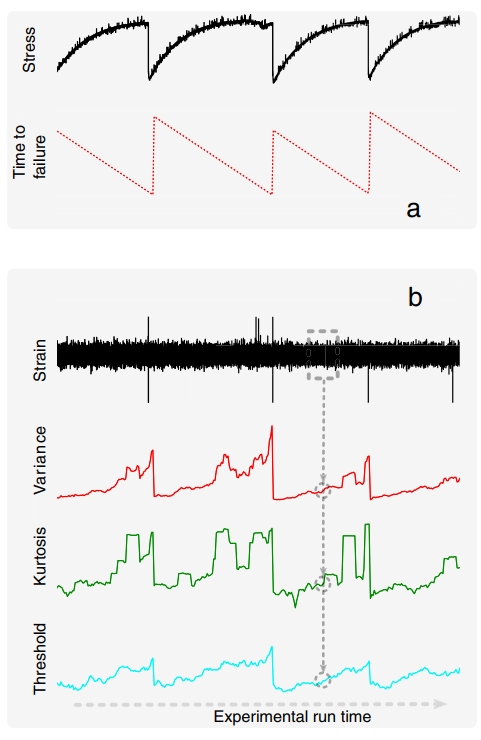 Stress
Time to
failure
a
b
Strain
Variance
Kurtosis
Threshold
Experimental run time